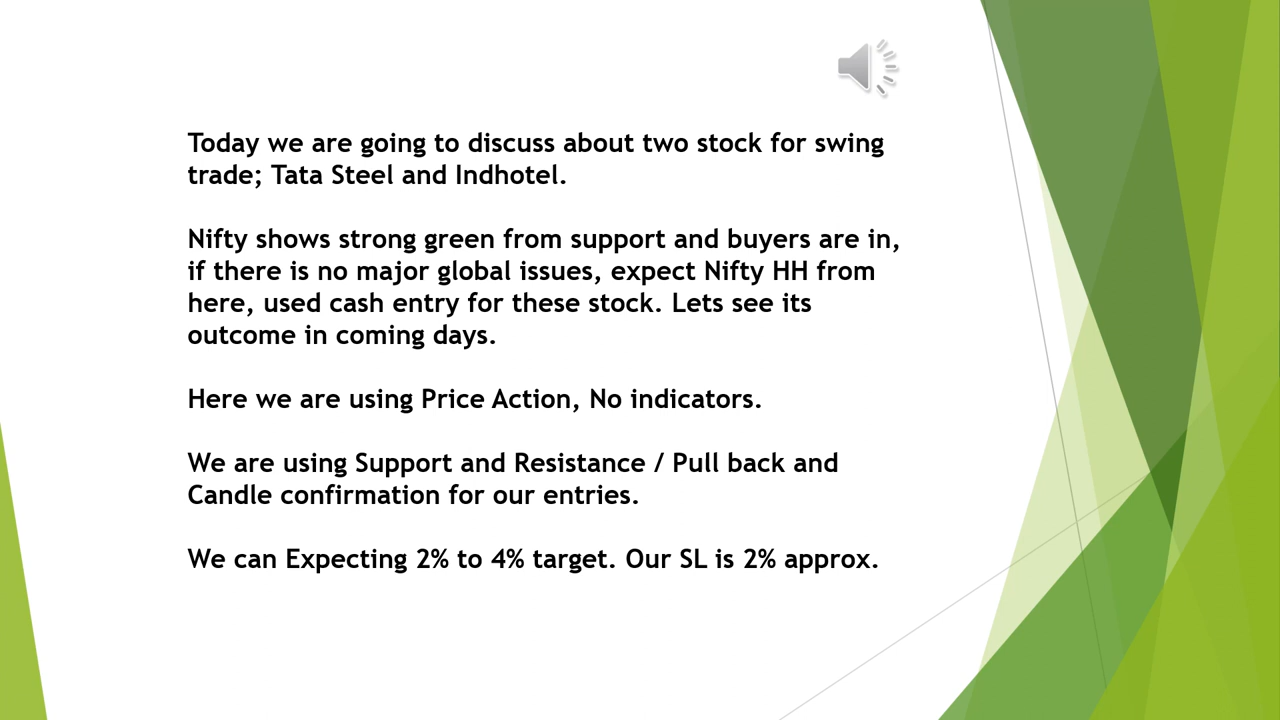 Today we are going to discuss about two stock for swing
trade; Tata Steel and Indhotel.
Nifty shows strong green from support and buyers are in,
if there is no major global issues, expect Nifty HH from
here, used cash entry for these stock. Lets see its
outcome in coming days.
Here we are using Price Action, No indicators.
We are using Support and Resistance / Pull back and
Candle confirmation for our entries.
We can Expecting 2% to 4% target. Our SL is 2% approx.